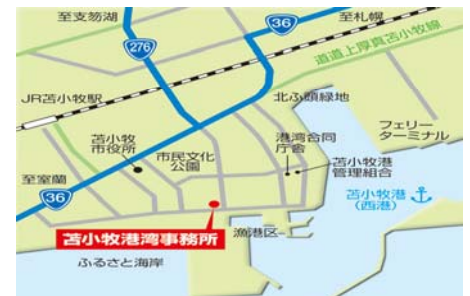 至支笏湖
36
至札幌
276
道道上厚真苫小牧線
JR苫小牧駅
北ふ頭緑地
苫小牧
市役所
市民文化
公園
港湾合同
庁舎
フェリー
ターミナル
苫小牧港
管理組合
至室蘭
36
苫小牧港
(西港)
苫小牧港湾事務所
漁港区
ふるさと海岸